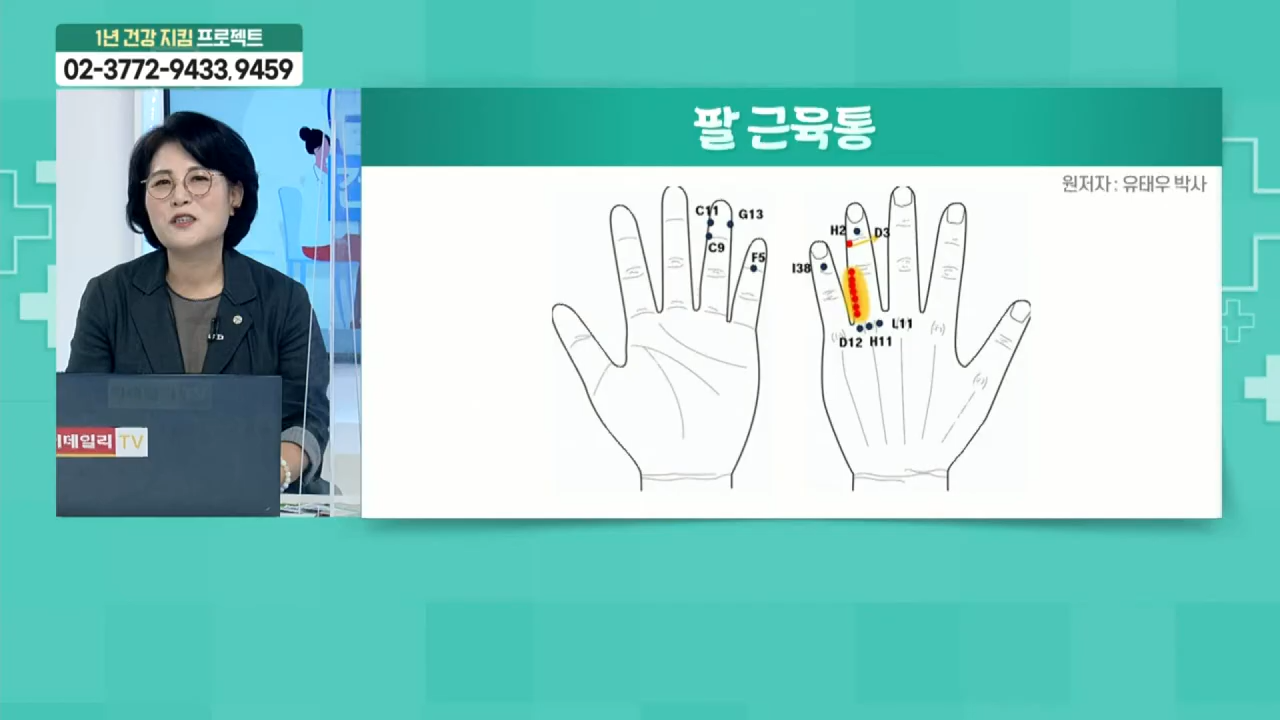 1년 건강 지킴 프로젝트
02-3772-9433, 9459
팔 근육통
원저자 : 유태우 박사
C11
G13
C9
F5
H2
D3
I38
L11
D12
H11
이데일리 TV